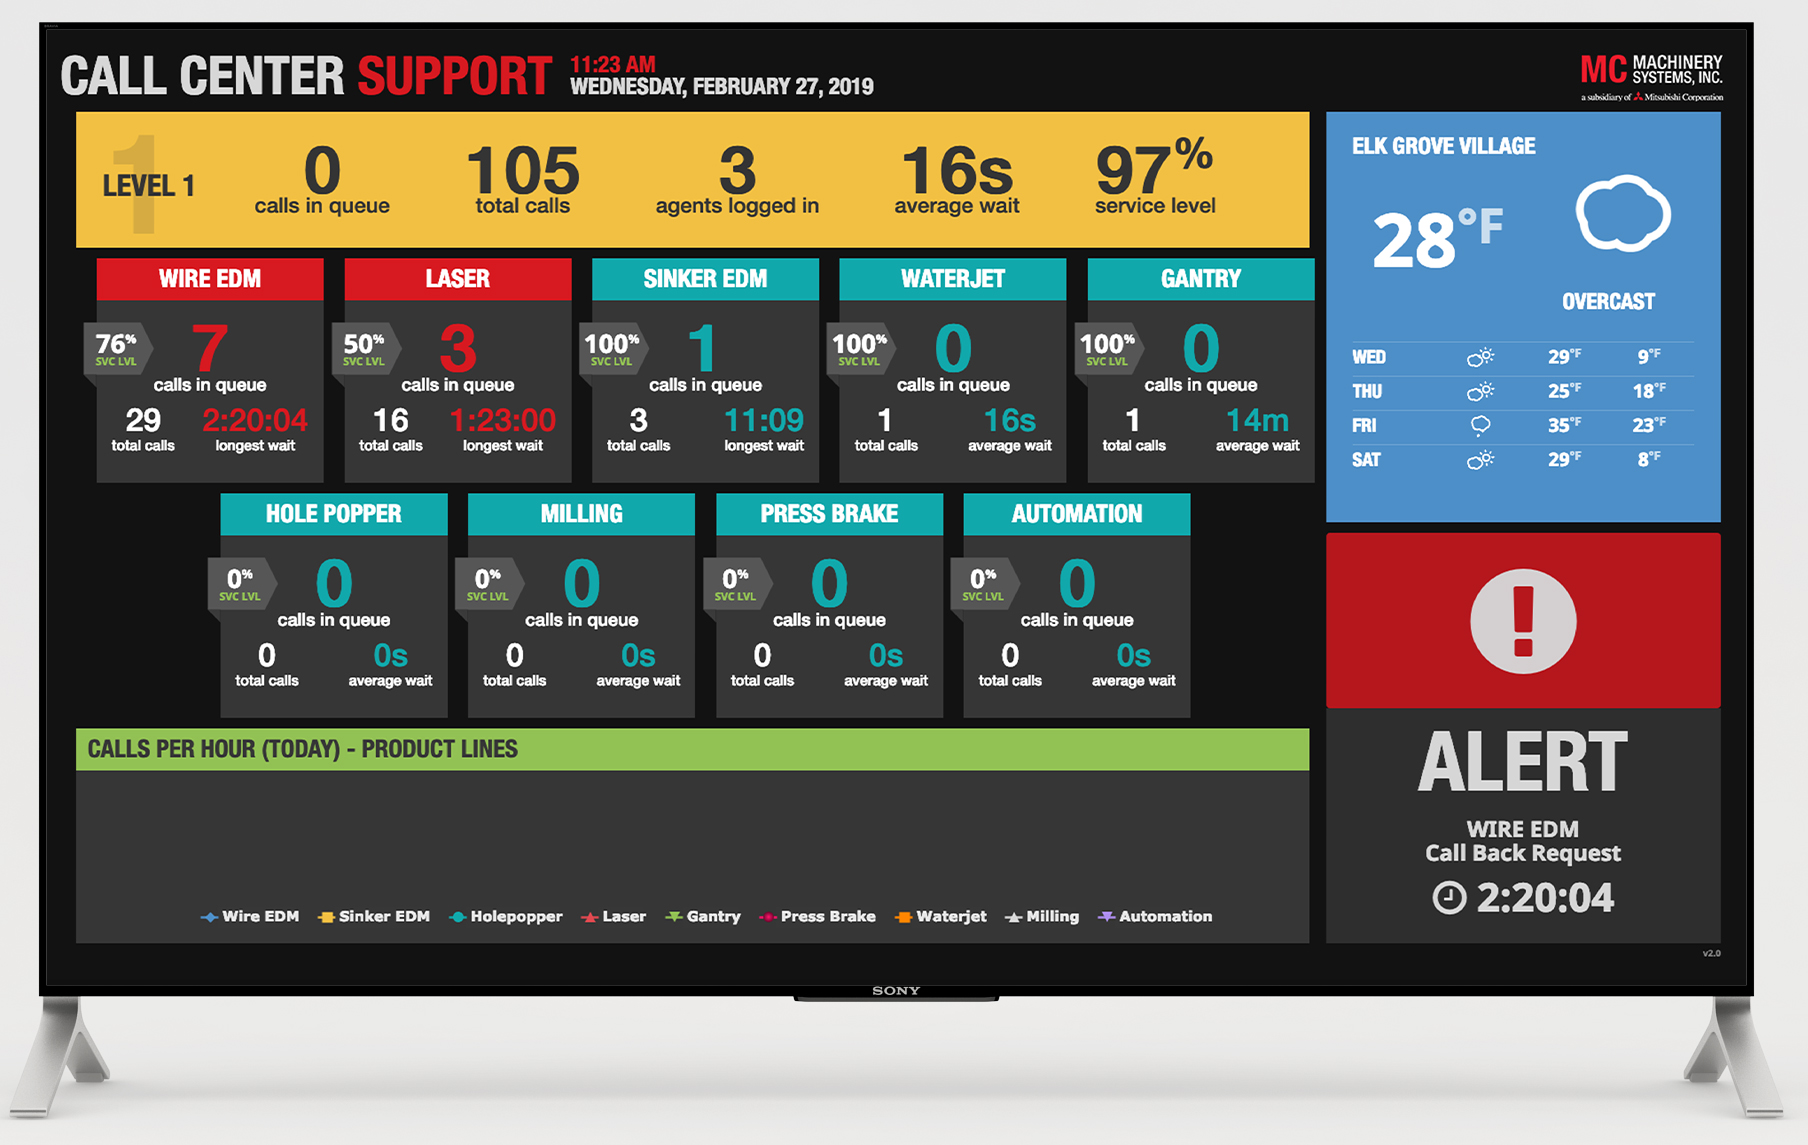 CALL CENTER SUPPORT
11:23 AM
WEDNESDAY, FEBRUARY 27, 2019
MC MACHINERY
SYSTEMS, INC.
a subsidiary of Mitsubishi Corporation
1
LEVEL 1
0
calls in queue
105
total calls
3
agents logged in
16s
average wait
97%
service level
WIRE EDM
76%
SVC LVL
7
calls in queue
29
total calls
2:20:04
longest wait
LASER
50%
SVC LVL
3
calls in queue
16
total calls
1:23:00
longest wait
SINKER EDM
100%
SVC LVL
1
calls in queue
3
total calls
11:09
longest wait
WATERJET
100%
SVC LVL
0
calls in queue
1
total calls
16s
average wait
GANTRY
100%
SVC LVL
0
calls in queue
1
total calls
14m
average wait
HOLE POPPER
0%
SVC LVL
0
calls in queue
0
total calls
0s
average wait
MILLING
0%
SVC LVL
0
calls in queue
0
total calls
0s
average wait
PRESS BRAKE
0%
SVC LVL
0
calls in queue
0
total calls
0s
average wait
AUTOMATION
0%
SVC LVL
0
calls in queue
0
total calls
0s
average wait
CALLS PER HOUR (TODAY) - PRODUCT LINES
Wire EDM Sinker EDM Holepopper Laser Gantry Press Brake Waterjet Milling Automation
ELK GROVE VILLAGE
28°F
OVERCAST
WED 29°F 9°F
THU 25°F 18°F
FRI 35°F 23°F
SAT 29°F 8°F
!
ALERT
WIRE EDM
Call Back Request
2:20:04
v2.0
SONY